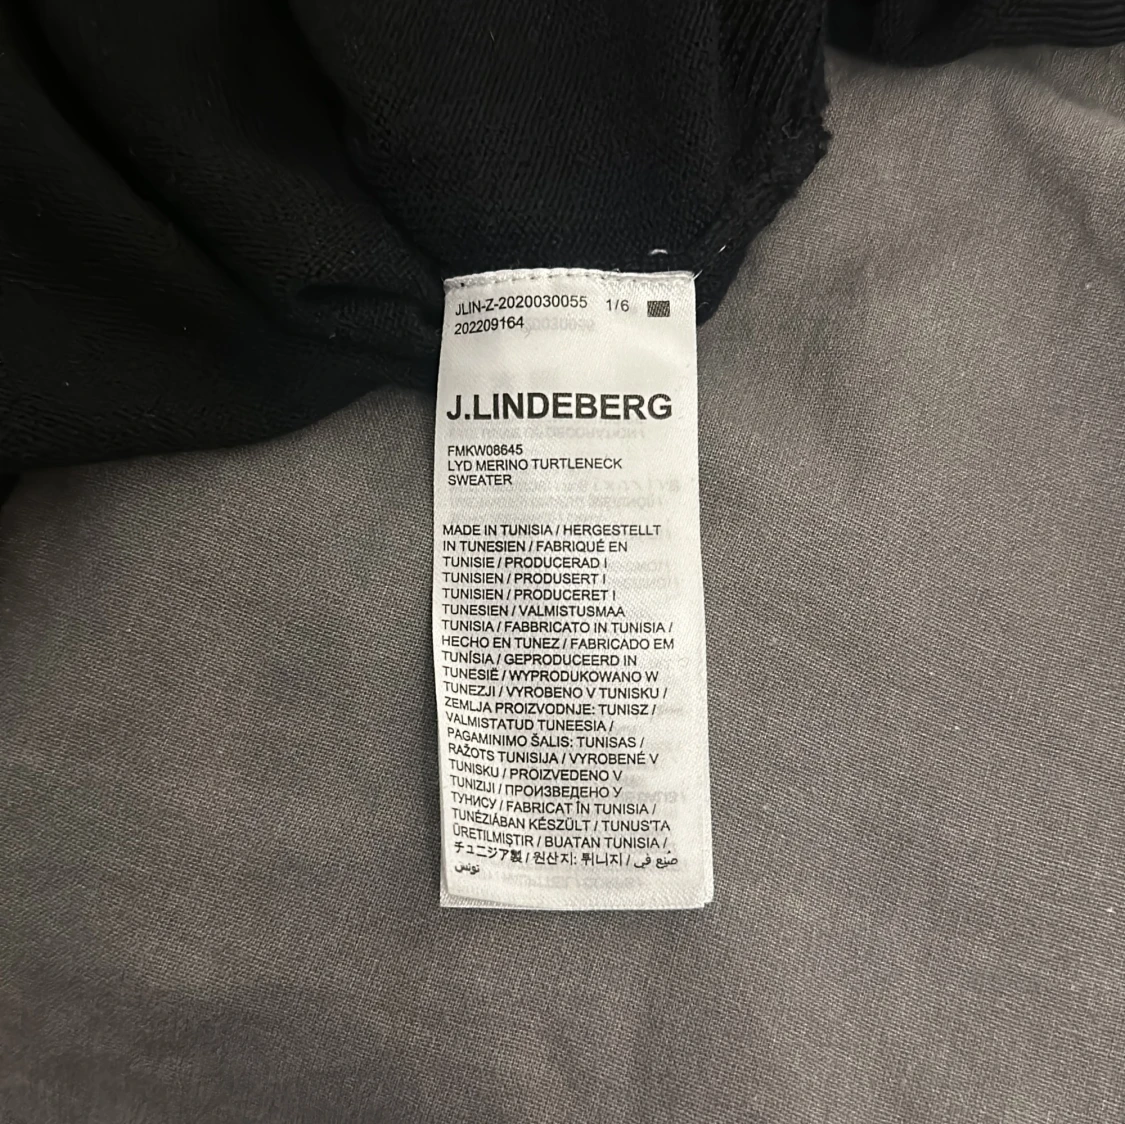 JLIN-Z-2020030055 1/6
202209164
J.LINDEBERG
FMKW08645
LYD MERINO TURTLENECK
SWEATER
MADE IN TUNISIA / HERGESTELLT
IN TUNESIEN / FABRIQUÉ EN
TUNISIE / PRODUCERAD I
TUNISIEN / PRODUSERT I
TUNISIEN / PRODUCERET I
TUNESIEN / VALMISTUSMAA
TUNISIA / FABBRICATO IN TUNISIA /
HECHO EN TUNEZ / FABRICADO EM
TUNÍSIA / GEPRODUCEERD IN
TUNESIË / WYPRODUKOWANO W
TUNEZJI / VYROBENO V TUNISKU /
ZEMLJA PROIZVODNJE: TUNISZ /
VALMISTATUD TUNEESIA /
PAGAMINIMO ŠALIS: TUNISAS /
RAŽOTS TUNISIJA / VYROBENÉ V
TUNISKU / PROIZVEDENO V
TUNIZIJI / ПРОИЗВЕДЕНО У
ТУНИСУ / FABRICAT ÎN TUNISIA /
TUNÉZIÁBAN KÉSZÜLT / TUNUS'TA
ÜRETILMIŞTIR / BUATAN TUNISIA /
チュニジア製 / 원산지: 튀니지 / صُنِع في
تونس